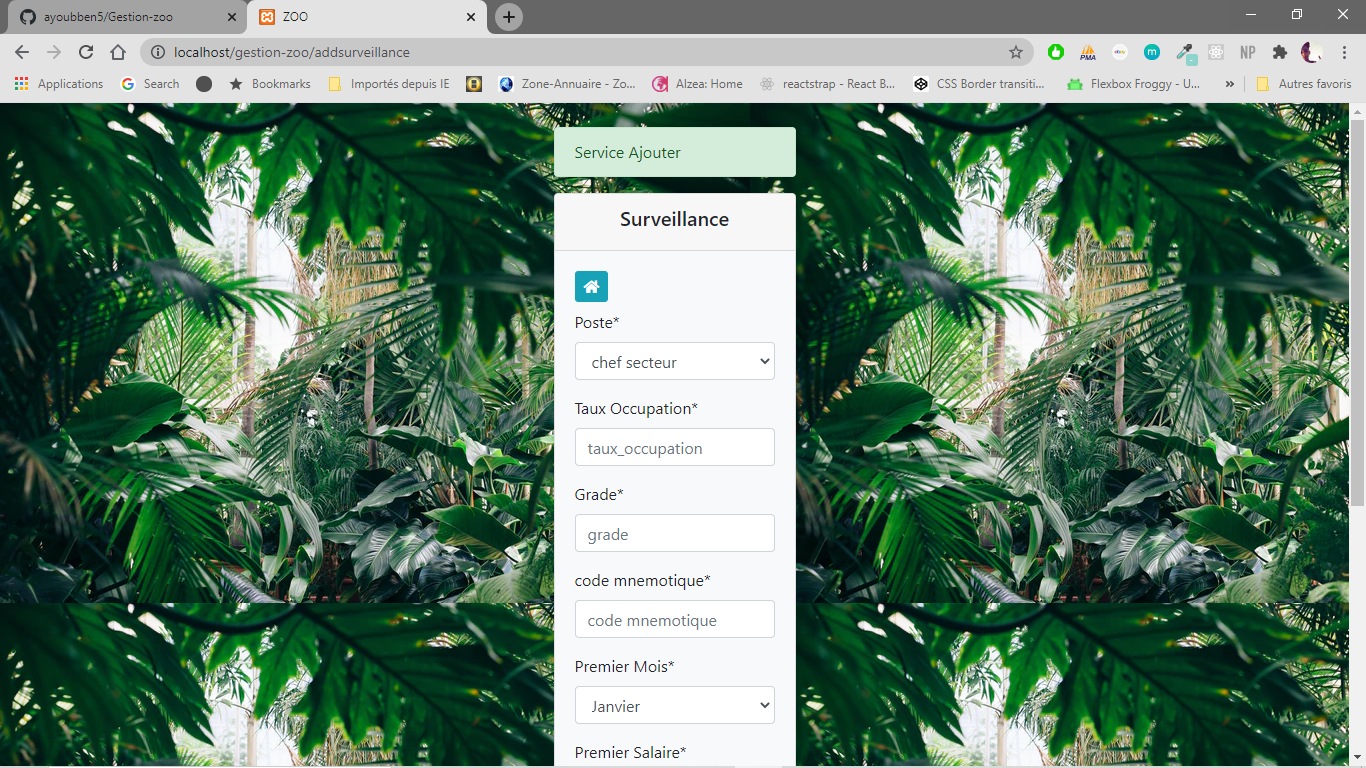 ayoubben5/Gestion-zoo
ZOO
localhost/gestion-zoo/addsurveillance
PMA
ebay
m
NP
Applications
Search
Bookmarks
Importés depuis IE
Zone-Annuaire - Zo...
Alzea: Home
reactstrap - React B...
CSS Border transiti...
Flexbox Froggy - U...
»
Autres favoris
Service Ajouter
Surveillance
Poste*
chef secteur
Taux Occupation*
taux_occupation
Grade*
grade
code mnemotique*
code mnemotique
Premier Mois*
Janvier
Premier Salaire*